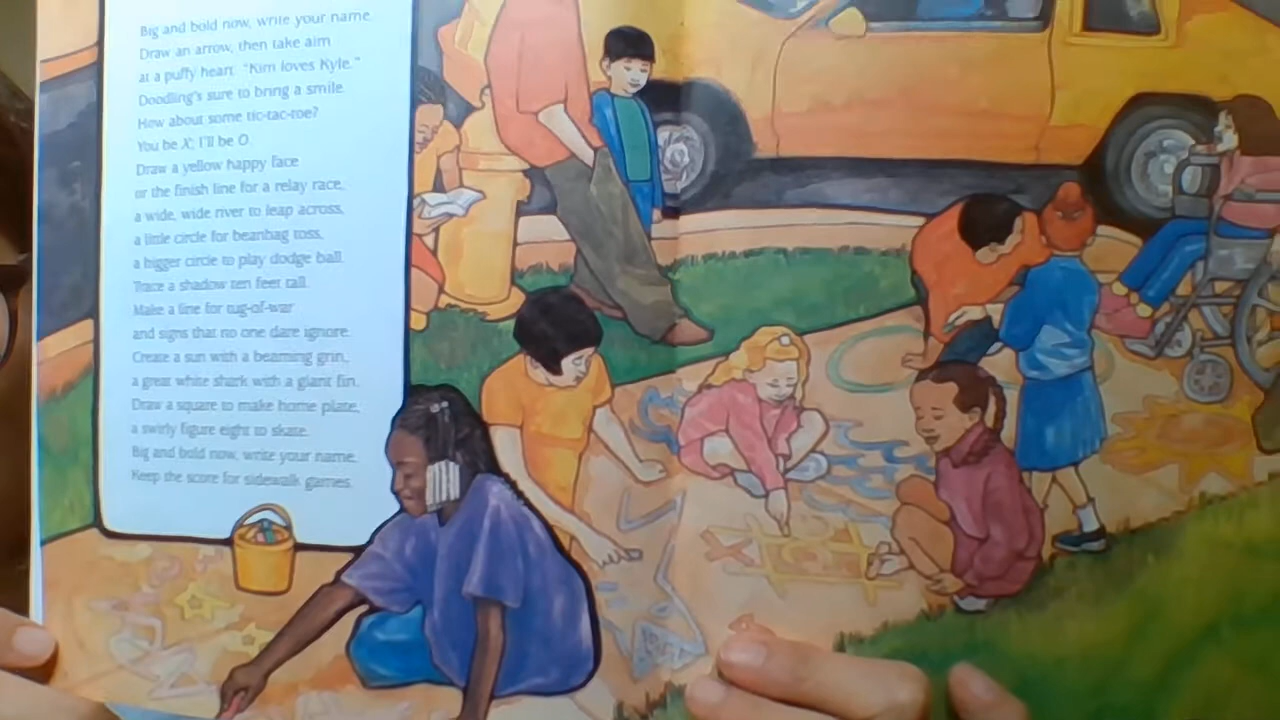 Big and bold now, write your name.
Draw an arrow, then take aim
at a puffy heart: "Kim loves Kyle."
Doodling's sure to bring a smile.
How about some tic-tac-toe?
You be X; I'll be O.
Draw a yellow happy face
or the finish line for a relay race,
a wide, wide river to leap across,
a little circle for beanbag toss,
a bigger circle to play dodge ball.
Trace a shadow ten feet tall.
Make a line for tug-of-war
and signs that no one dare ignore.
Create a sun with a beaming grin,
a great white shark with a giant fin.
Draw a square to make home plate,
a swirly figure eight to skate.
Big and bold now, write your name.
Keep the score for sidewalk games.